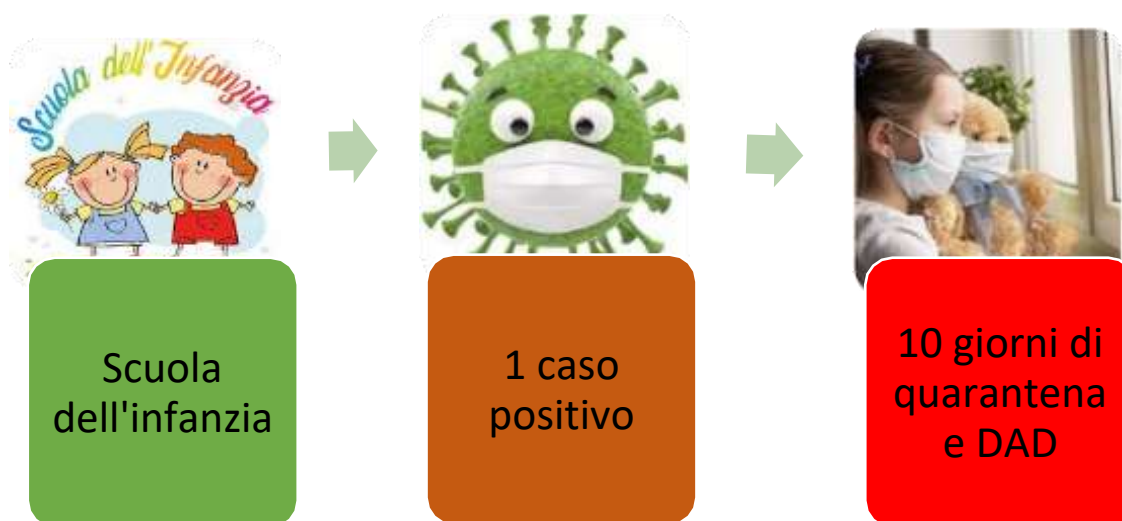 Scuola dell'Infanzia
Scuola
dell'infanzia
1 caso
positivo
10 giorni di
quarantena
e DAD